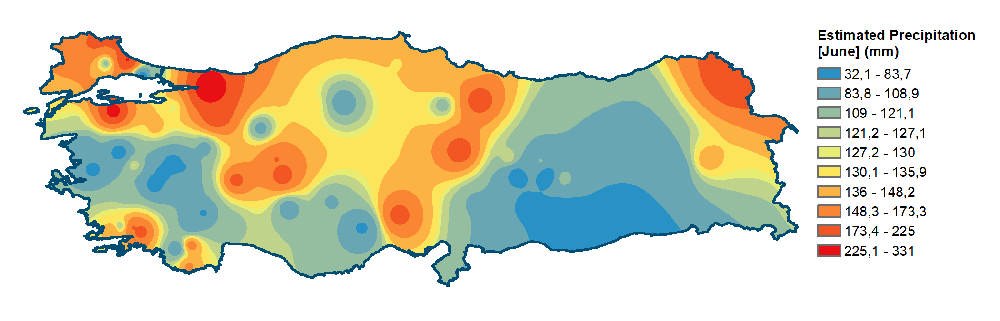 Estimated Precipitation
[June] (mm)
32,1 - 83,7
83,8 - 108,9
109 - 121,1
121,2 - 127,1
127,2 - 130
130,1 - 135,9
136 - 148,2
148,3 - 173,3
173,4 - 225
225,1 - 331